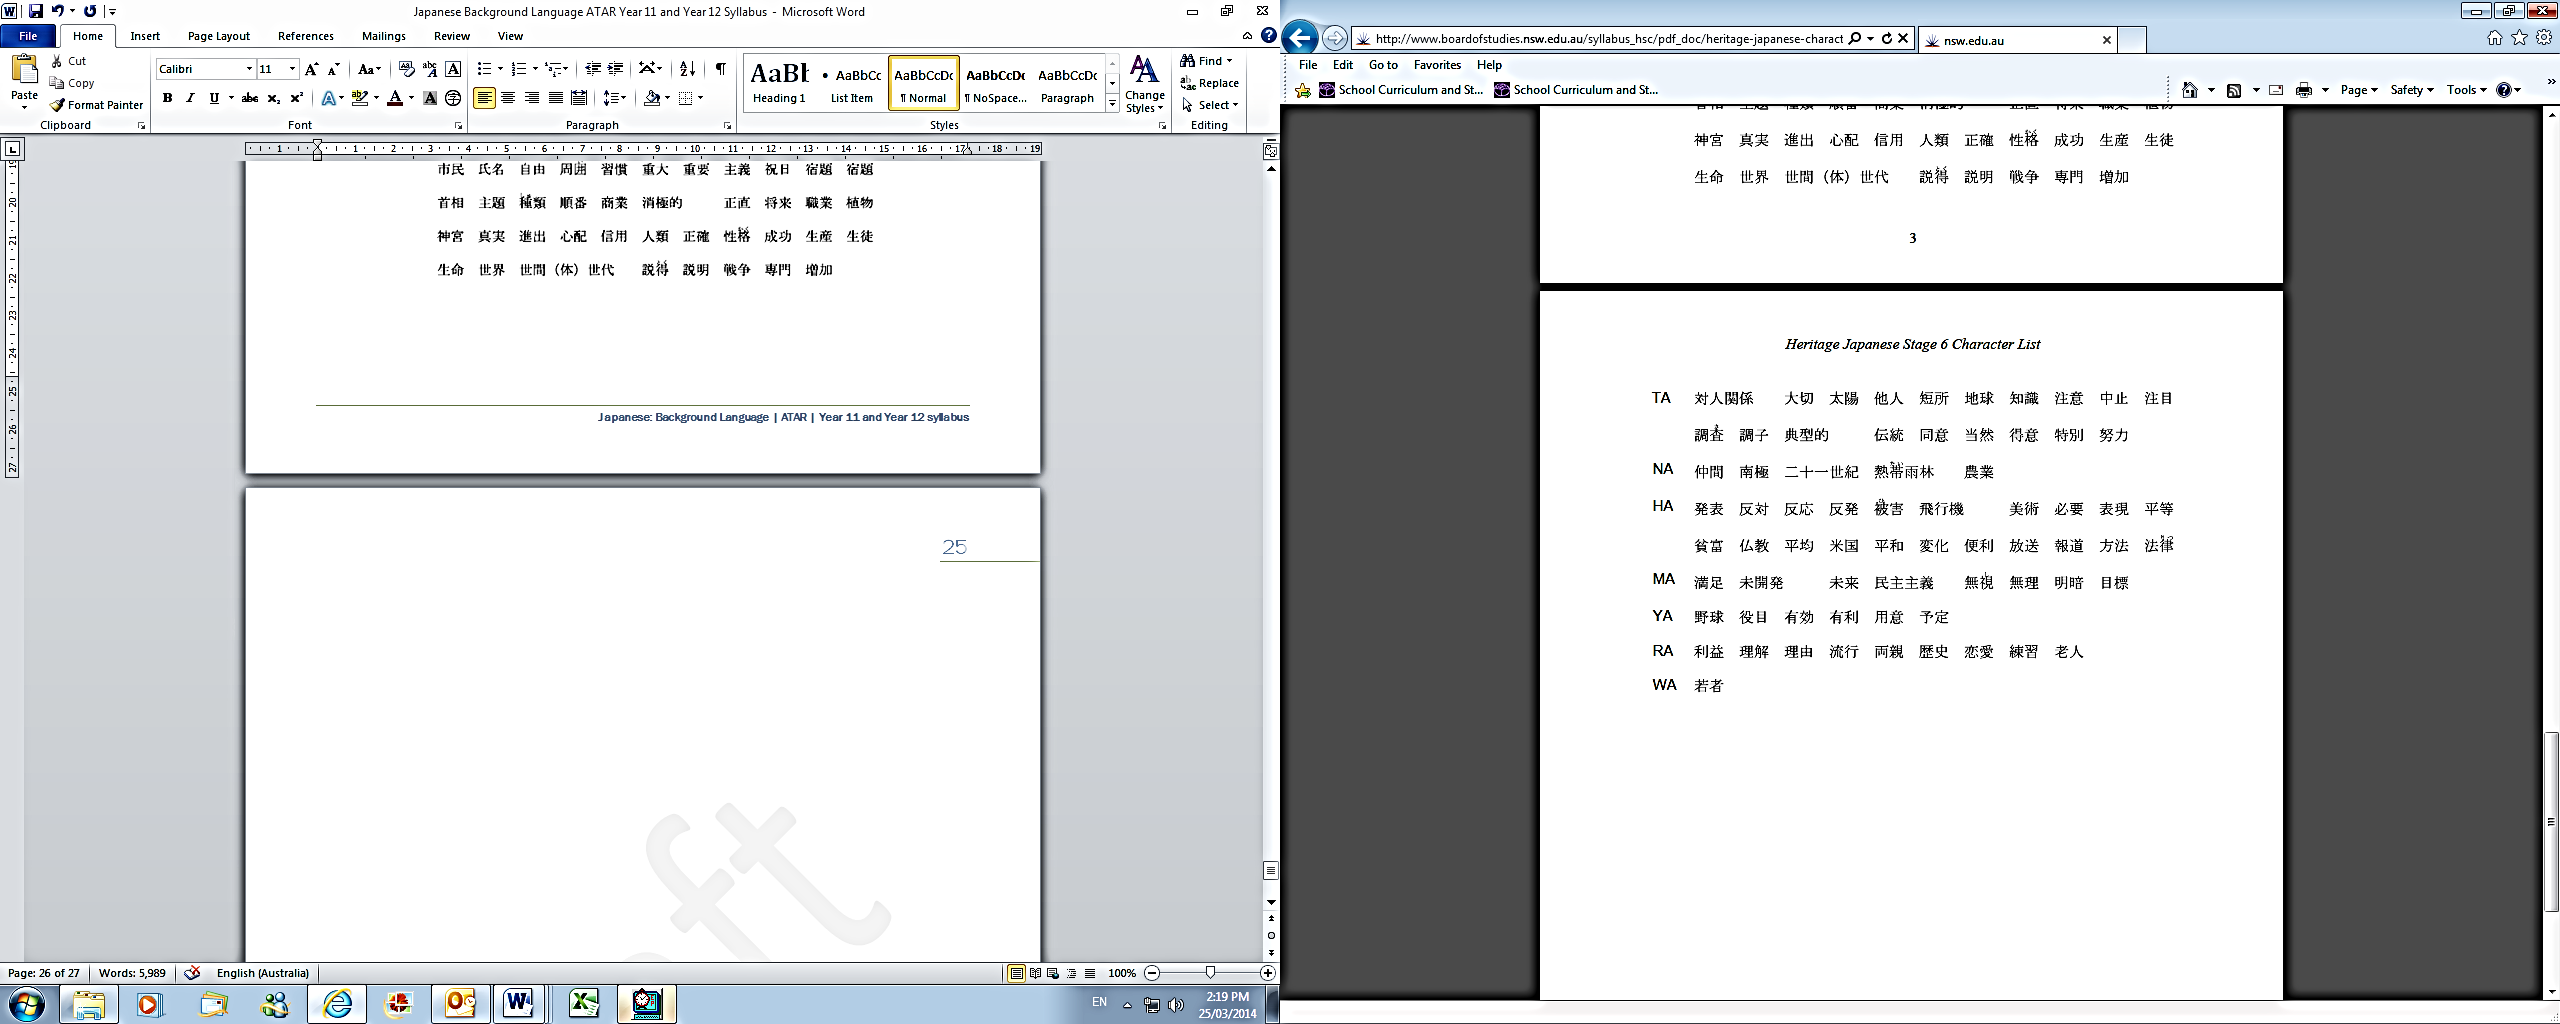 Japanese Background Language ATAR Year 11 and Year 12 Syllabus - Microsoft Word
File Home Insert Page Layout References Mailings Review View
Cut
Copy
Format Painter
Paste
Clipboard
Calibri 11
Font
Paragraph
AaBbCc AaBbCcDc AaBbCcDc AaBbCcDc
Heading 1 • List Item ¶ Normal ¶ NoSpace... Paragraph
Styles
Change Styles
Find
Replace
Select
Editing
市民 氏名 自由 周囲 習慣 重大 重要 主義 祝日 宿題 宿題
首相 主題 種類 順番 商業 消極的 正直 将来 職業 植物
神宮 真実 進出 心配 信用 人類 正確 性格 成功 生産 生徒
生命 世界 世間（体）世代 説得 説明 戦争 専門 増加
Japanese: Background Language | ATAR | Year 11 and Year 12 syllabus
25
Page: 26 of 27 Words: 5,989 English (Australia) 100%
EN 2:19 PM
25/03/2014
http://www.boardofstudies.nsw.edu.au/syllabus_hsc/pdf_doc/heritage-japanese-charact
nsw.edu.au
File Edit Go to Favorites Help
School Curriculum and St... School Curriculum and St...
Page Safety Tools
神宮 真実 進出 心配 信用 人類 正確 性格 成功 生産 生徒
生命 世界 世間（体）世代 説得 説明 戦争 専門 増加
3
Heritage Japanese Stage 6 Character List
TA 対人関係 大切 太陽 他人 短所 地球 知識 注意 中止 注目
調査 調子 典型的 伝統 同意 当然 得意 特別 努力
NA 仲間 南極 二十一世紀 熱帯雨林 農業
HA 発表 反対 反応 反発 被害 飛行機 美術 必要 表現 平等
貧富 仏教 平均 米国 平和 変化 便利 放送 報道 方法 法律
MA 満足 未開発 未来 民主主義 無視 無理 明暗 目標
YA 野球 役目 有効 有利 用意 予定
RA 利益 理解 理由 流行 両親 歴史 恋愛 練習 老人
WA 若者